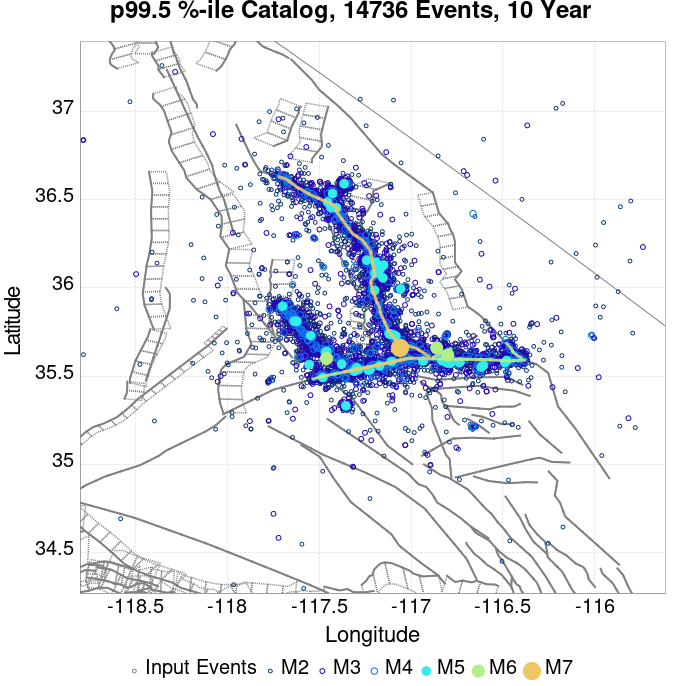 p99.5 %-ile Catalog, 14736 Events, 10 Year
37
36.5
36
35.5
35
34.5
Latitude
-118.5 -118 -117.5 -117 -116.5 -116
Longitude
Input Events M2 M3 M4 M5 M6 M7